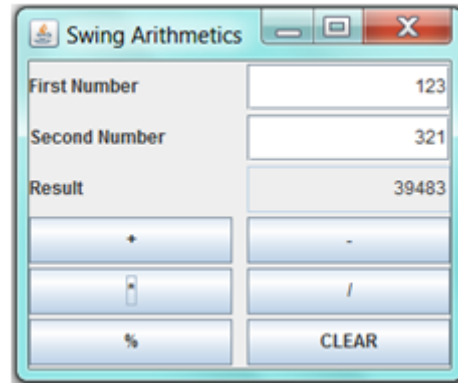 Swing Arithmetics
First Number 123
Second Number 321
Result 39483
+ -
* /
% CLEAR